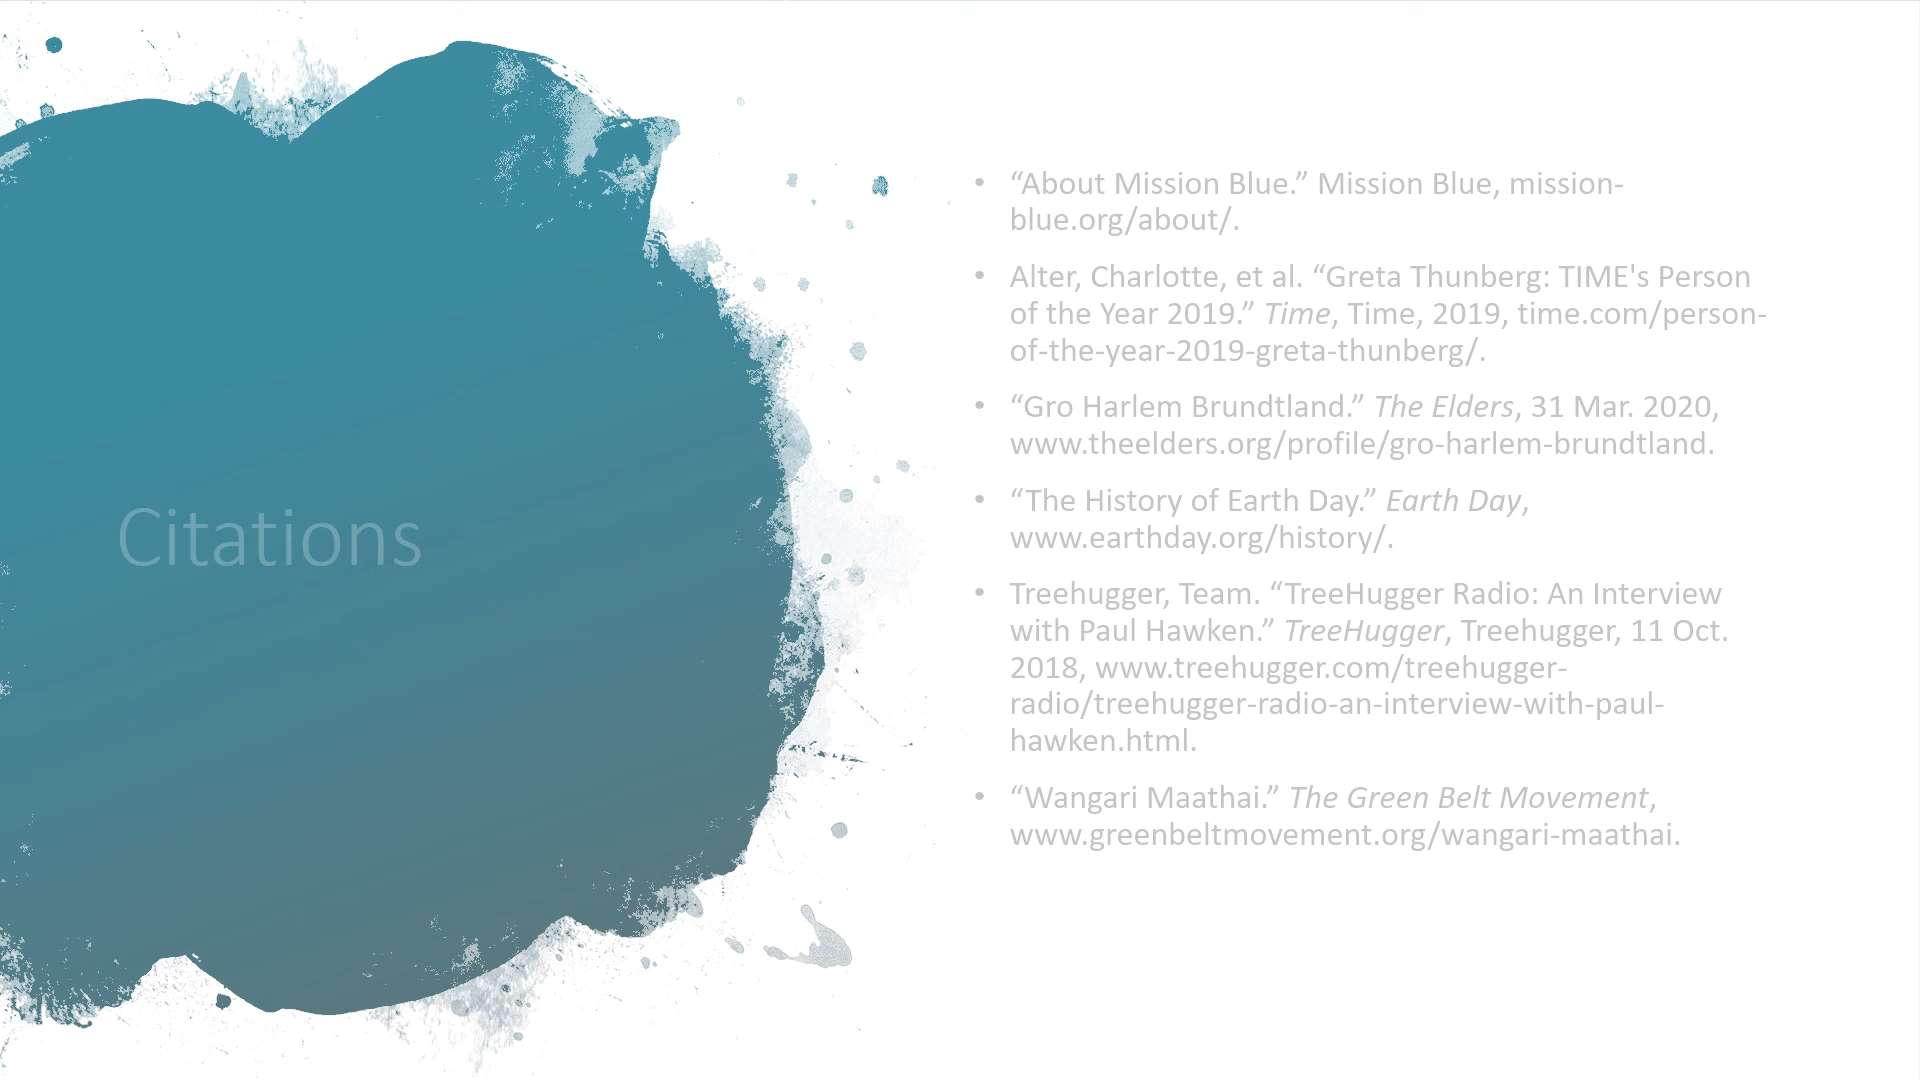 Citations
• “About Mission Blue.” Mission Blue, mission-
blue.org/about/.
• Alter, Charlotte, et al. “Greta Thunberg: TIME's Person
of the Year 2019.” Time, Time, 2019, time.com/person-
of-the-year-2019-greta-thunberg/.
• “Gro Harlem Brundtland.” The Elders, 31 Mar. 2020,
www.theelders.org/profile/gro-harlem-brundtland.
• “The History of Earth Day.” Earth Day,
www.earthday.org/history/.
• Treehugger, Team. “TreeHugger Radio: An Interview
with Paul Hawken.” TreeHugger, Treehugger, 11 Oct.
2018, www.treehugger.com/treehugger-
radio/treehugger-radio-an-interview-with-paul-
hawken.html.
• “Wangari Maathai.” The Green Belt Movement,
www.greenbeltmovement.org/wangari-maathai.